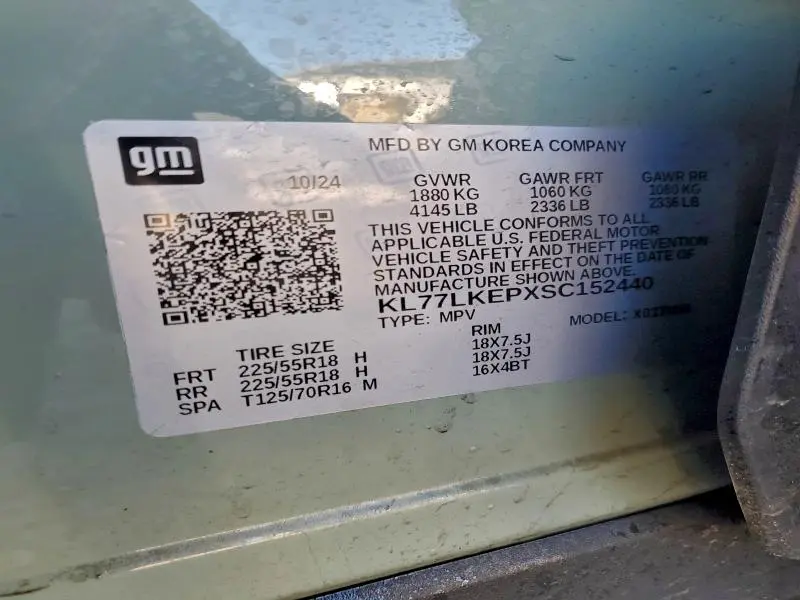 gm
MFD BY GM KOREA COMPANY
10/24
GVWR GAWR FRT GAWR RR
1880 KG 1060 KG 1060 KG
4145 LB 2336 LB 2336 LB
THIS VEHICLE CONFORMS TO ALL
APPLICABLE U.S. FEDERAL MOTOR
VEHICLE SAFETY AND THEFT PREVENTION
STANDARDS IN EFFECT ON THE DATE OF
MANUFACTURE SHOWN ABOVE.
KL77LKEPXSC152440
TYPE: MPV MODEL:
TIRE SIZE RIM
FRT 225/55R18 H 18X7.5J
RR 225/55R18 H 18X7.5J
SPA T125/70R16 M 16X4BT